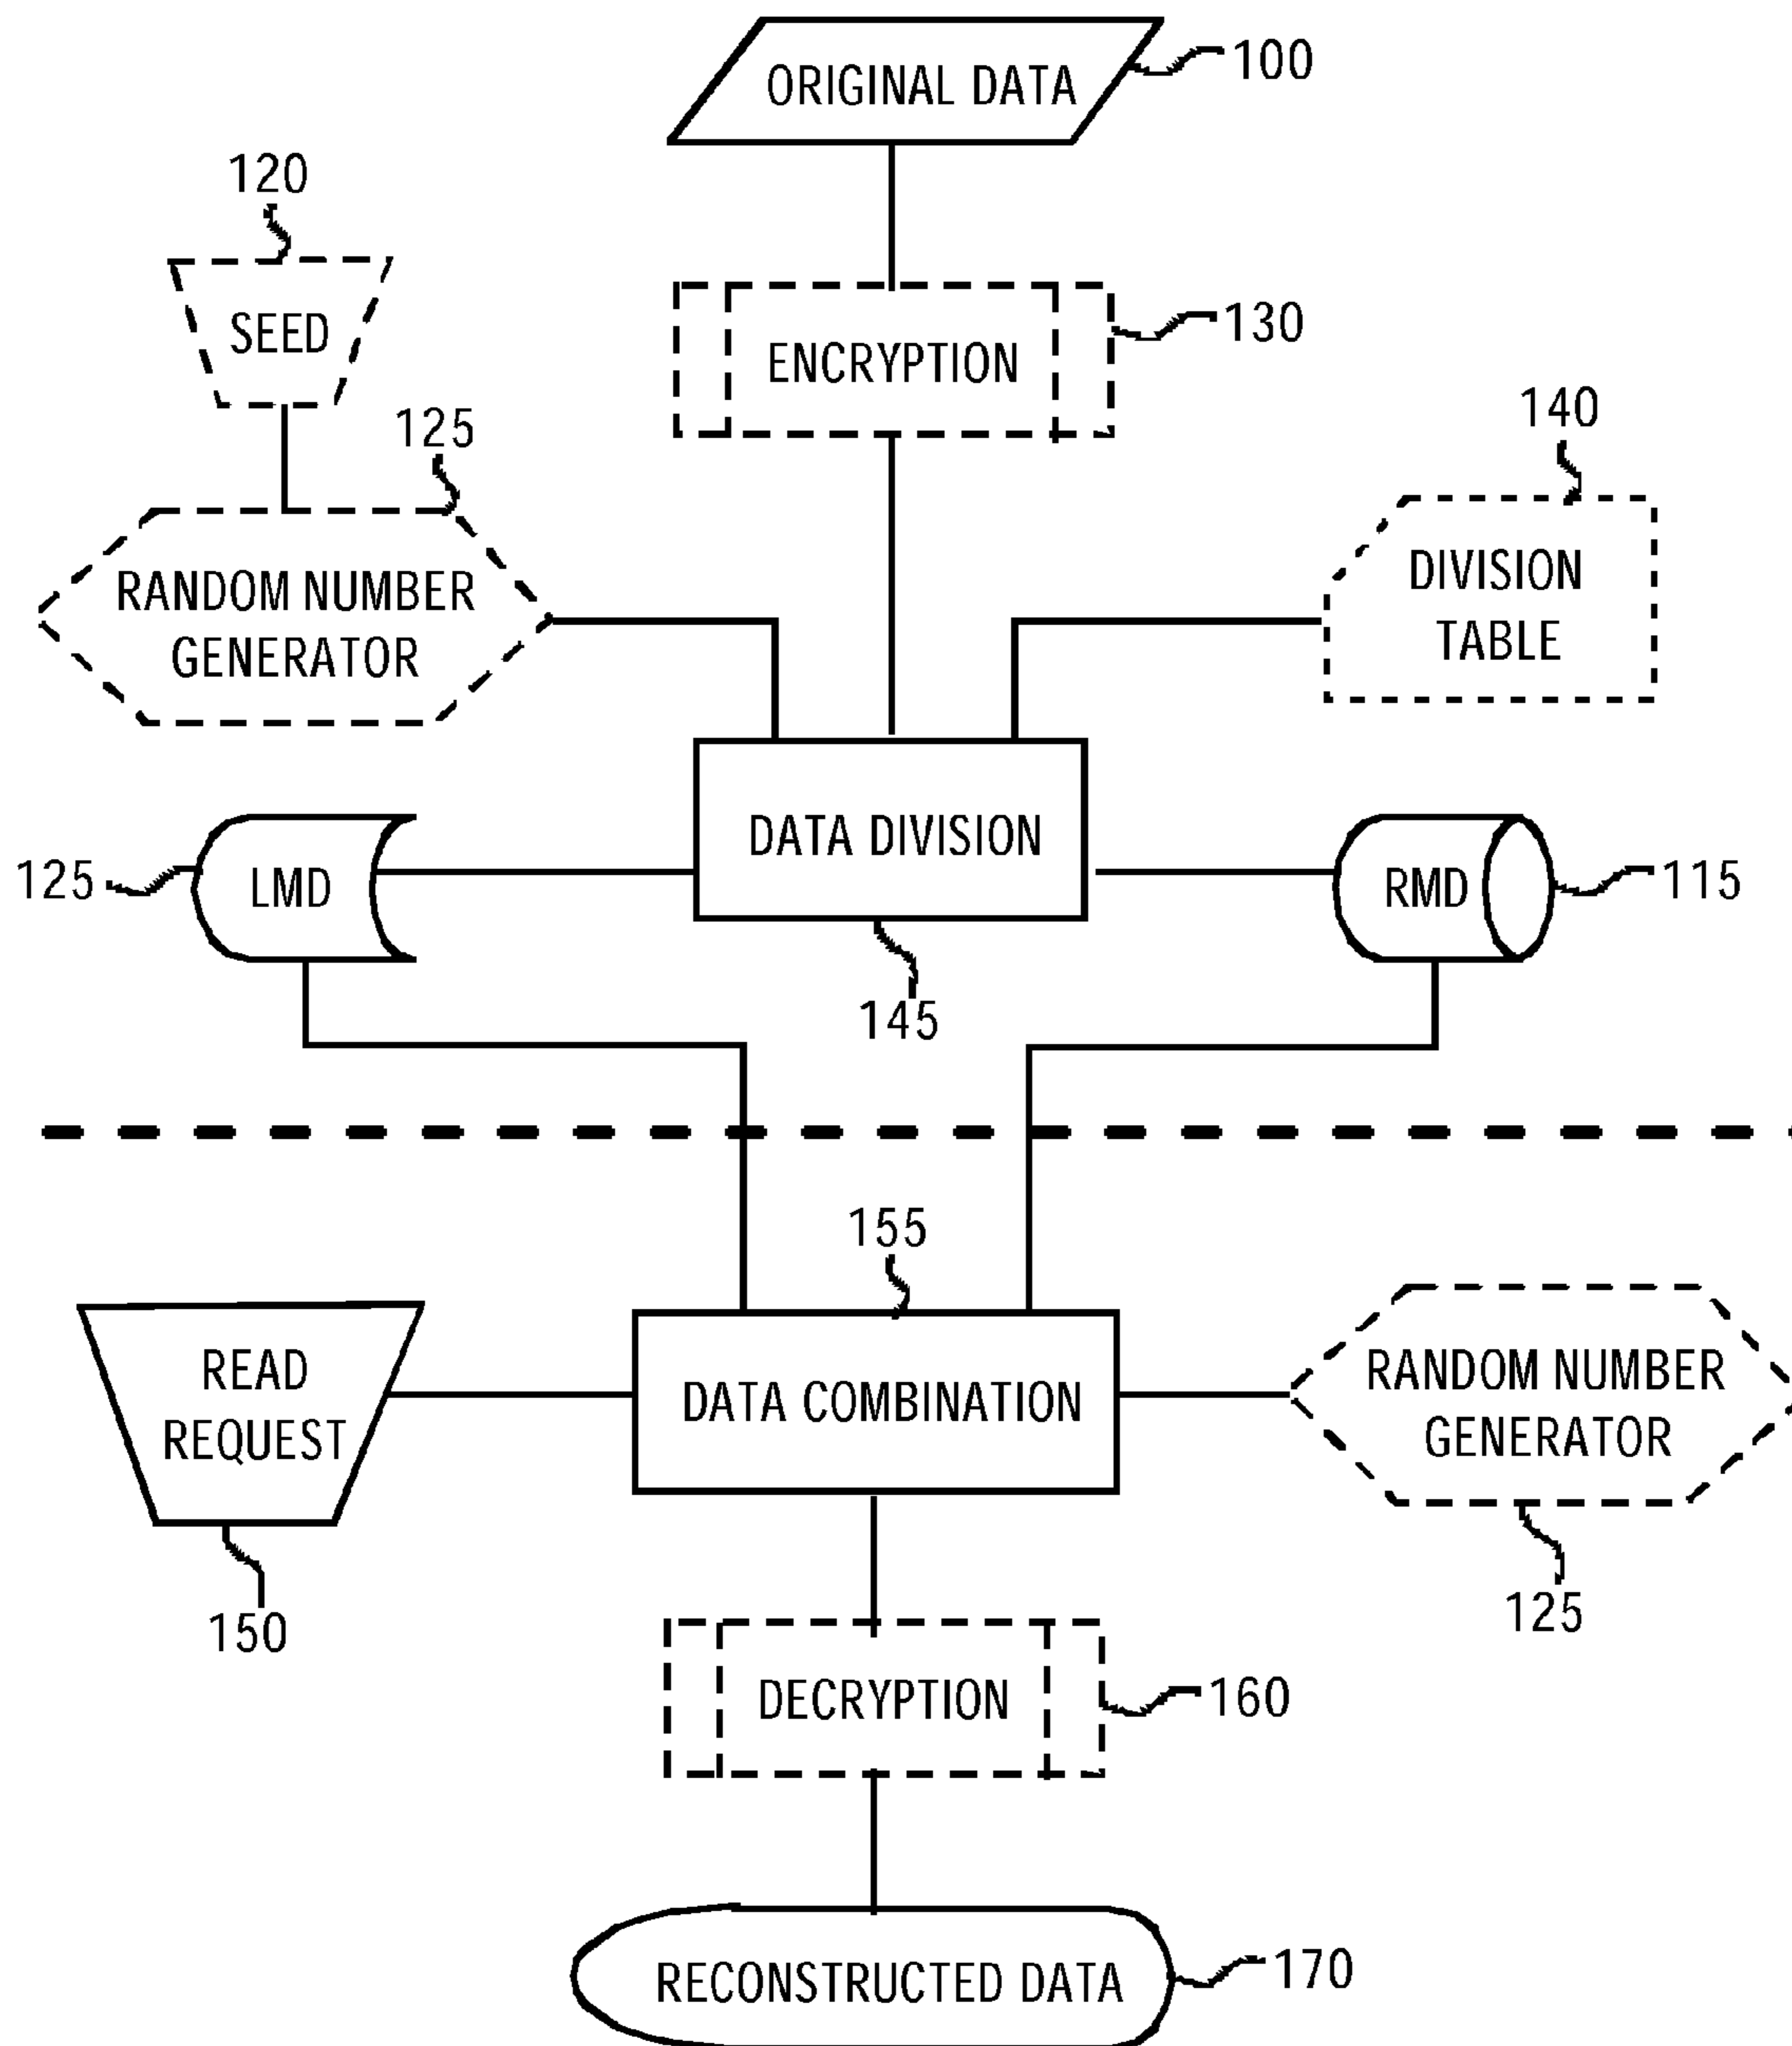 ORIGINAL DATA
100
120
SEED
ENCRYPTION
130
125
140
RANDOM NUMBER
GENERATOR
DIVISION
TABLE
DATA DIVISION
125
LMD
RMD
115
145
155
READ
REQUEST
DATA COMBINATION
RANDOM NUMBER
GENERATOR
150
125
DECRYPTION
160
RECONSTRUCTED DATA
170